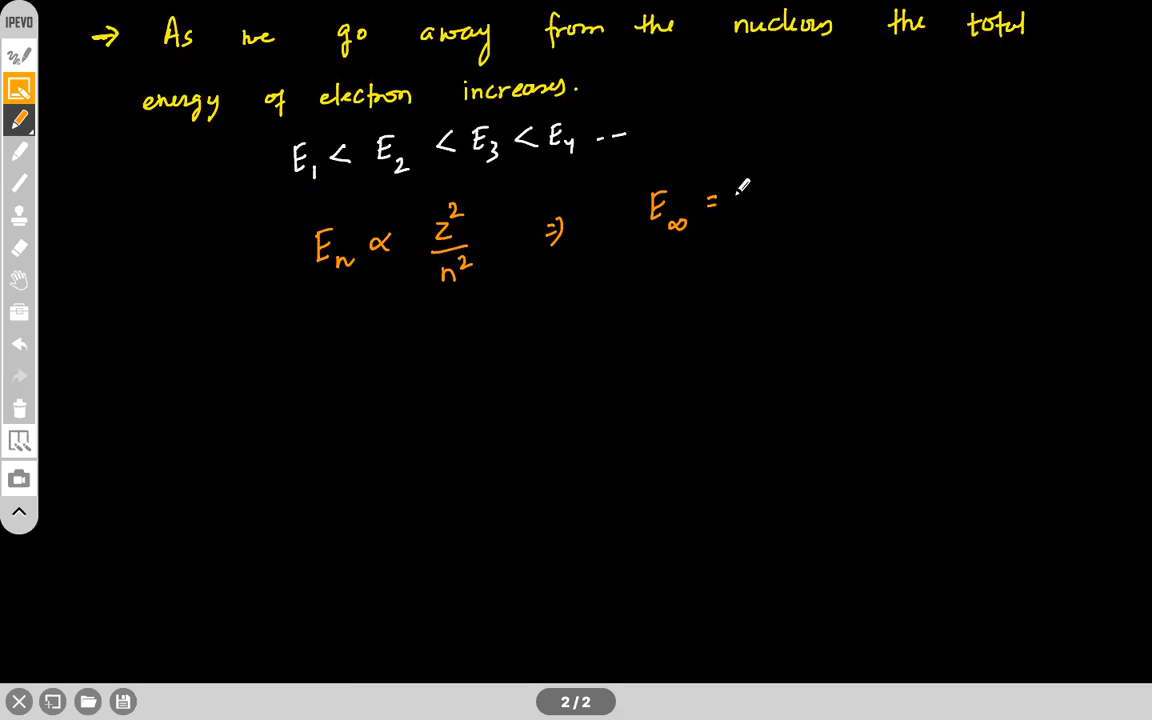 IPEVO
→ As we go away from the nucleous the total
energy of electron increases.
E₁ < E₂ < E₃ < E₄ ---
Eₙ ∝ z²/n² ⇒ E∞ =
2/2